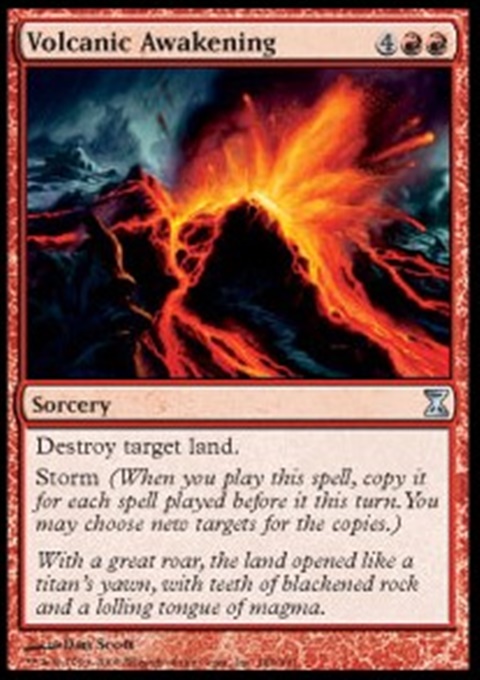 Volcanic Awakening 4
Sorcery
Destroy target land.
Storm (When you play this spell, copy it
for each spell played before it this turn. You
may choose new targets for the copies.)
With a great roar, the land opened like a
titan's yawn, with teeth of blackened rock
and a lolling tongue of magma.
Dan Scott